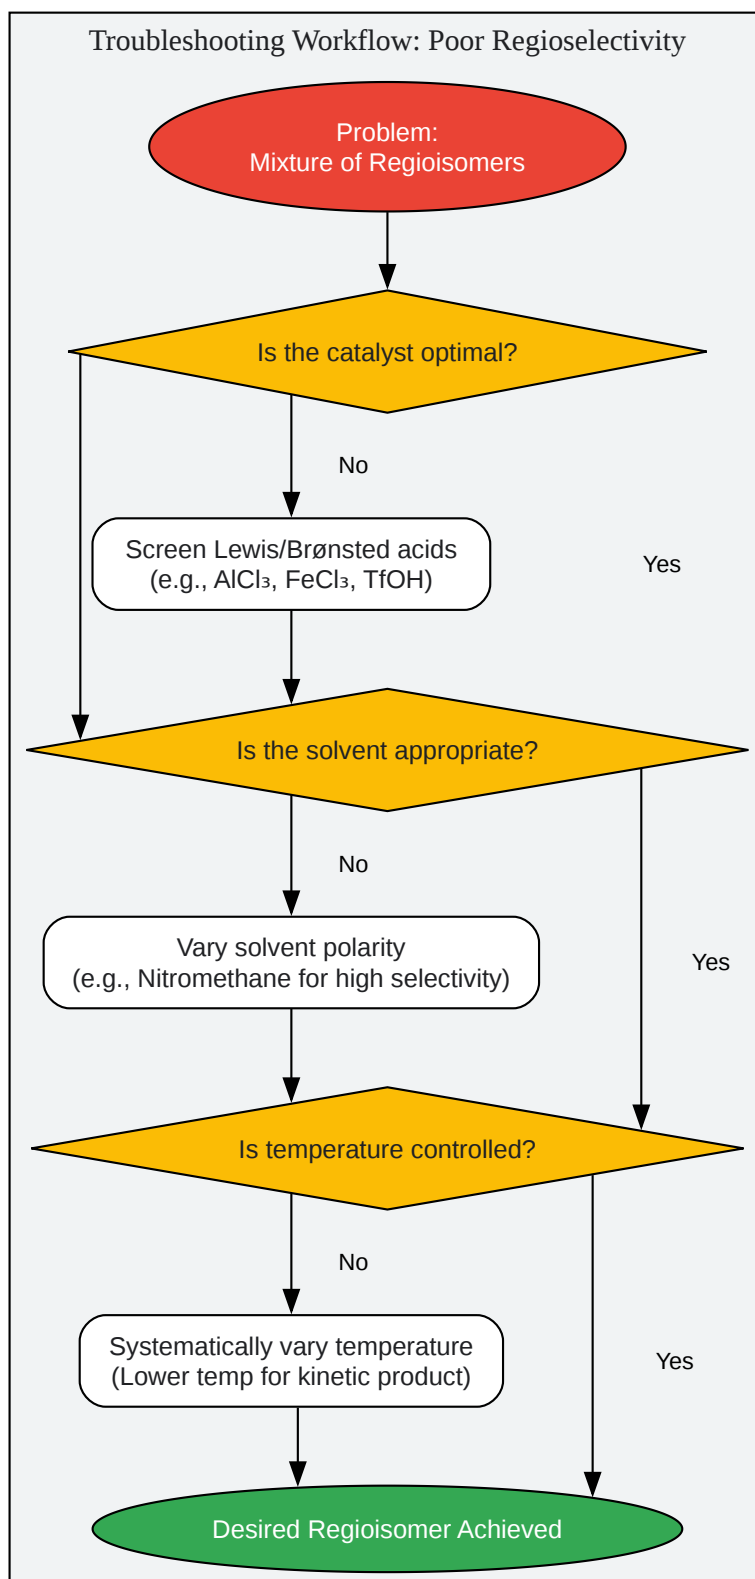 Troubleshooting Workflow: Poor Regioselectivity
Problem:
Mixture of Regioisomers
Is the catalyst optimal?
No
Screen Lewis/Brønsted acids
(e.g., AlCl₃, FeCl₃, TfOH)
Yes
Is the solvent appropriate?
No
Vary solvent polarity
(e.g., Nitromethane for high selectivity)
Yes
Is temperature controlled?
No
Systematically vary temperature
(Lower temp for kinetic product)
Yes
Desired Regioisomer Achieved